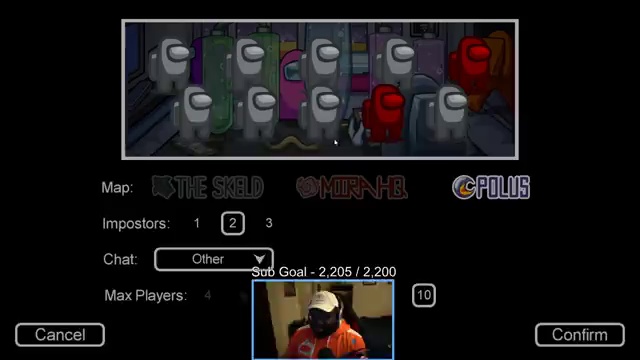 Map: THE SKELD MIRA HQ POLUS
Impostors: 1 2 3
Chat: Other
Sub Goal - 2,205 / 2,200
Max Players: 4 10
Cancel Confirm